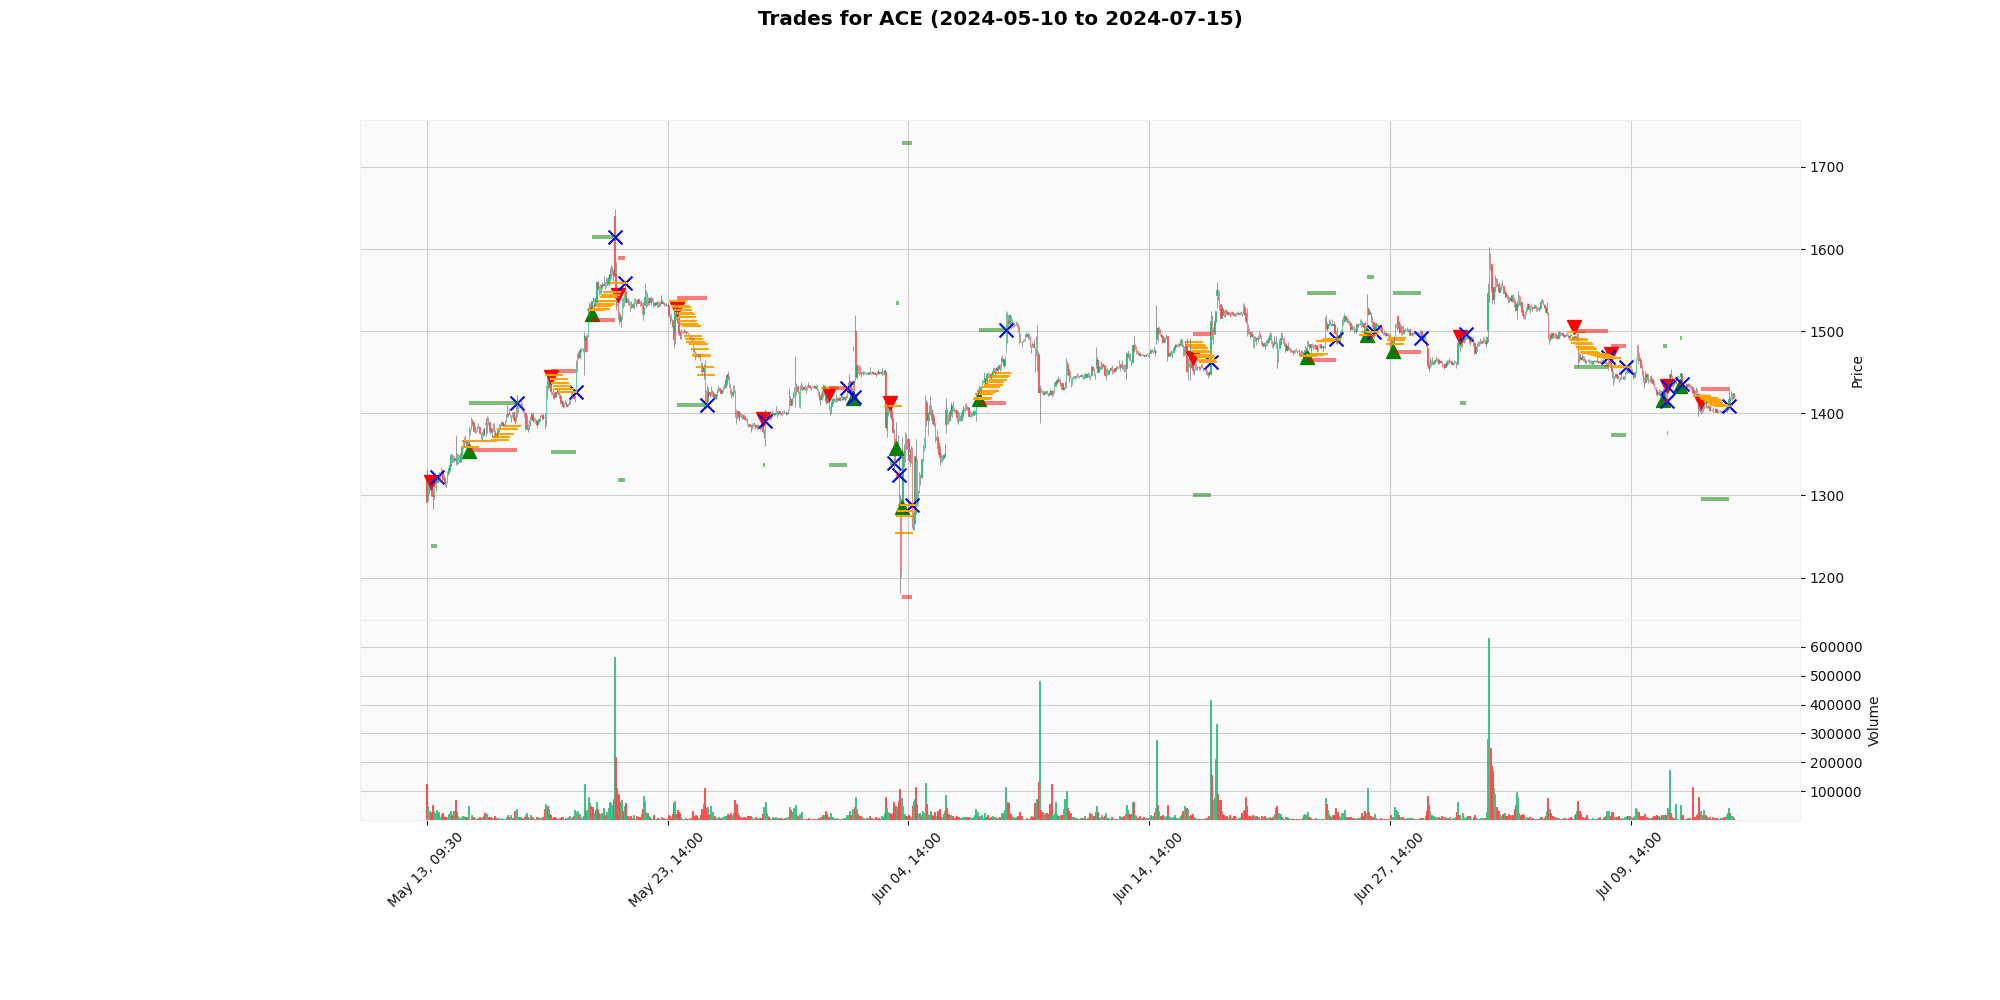 Trades for ACE (2024-05-10 to 2024-07-15)
1700
1600
1500
1400
1300
1200
Price
600000
500000
400000
300000
200000
100000
Volume
May 13, 09:30
May 23, 14:00
Jun 04, 14:00
Jun 14, 14:00
Jun 27, 14:00
Jul 09, 14:00